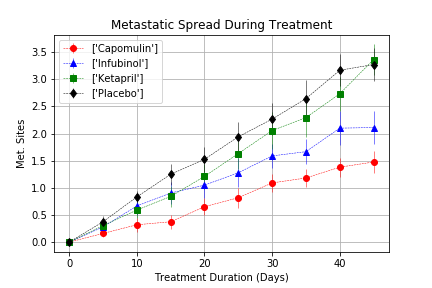 Metastatic Spread During Treatment
['Capomulin']
['Infubinol']
['Ketapril']
['Placebo']
3.5
3.0
2.5
2.0
1.5
1.0
0.5
0.0
Met. Sites
0
10
20
30
40
Treatment Duration (Days)